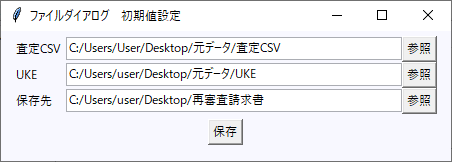 ファイルダイアログ　初期値設定
査定CSV C:/Users/User/Desktop/元データ/査定CSV 参照
UKE C:/Users/user/Desktop/元データ/UKE 参照
保存先 C:/Users/user/Desktop/再審査請求書 参照
保存